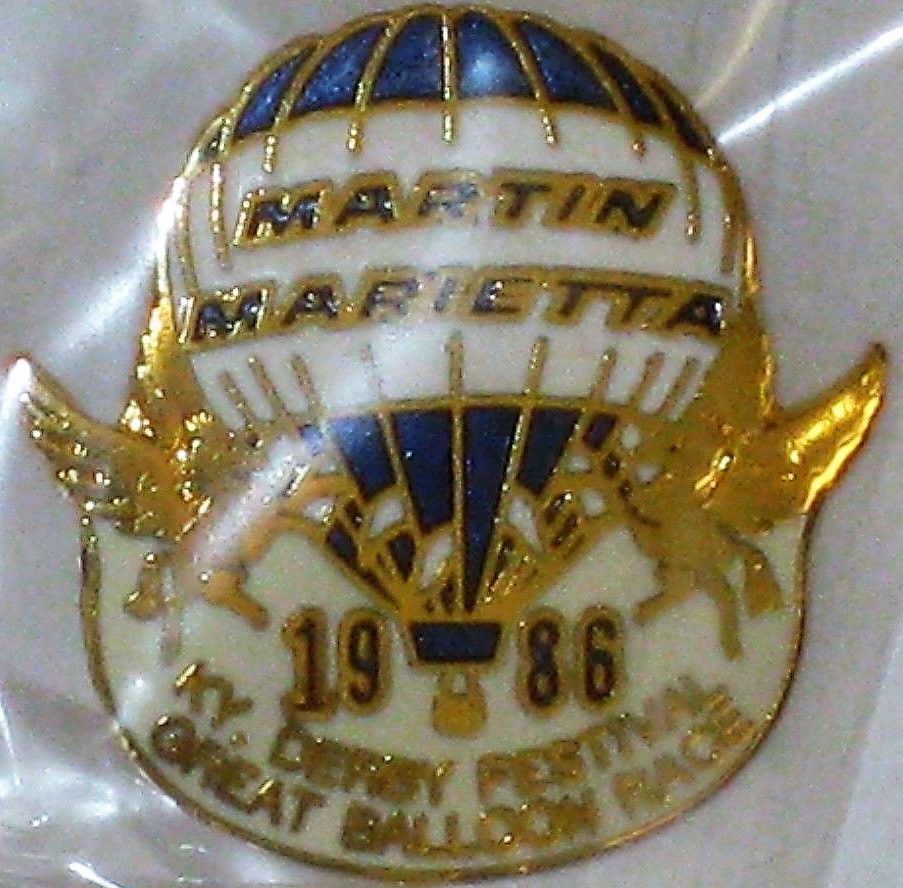 MARTIN
MARIETTA
1986
KY. DERBY FESTIVAL
GREAT BALLOON RACE